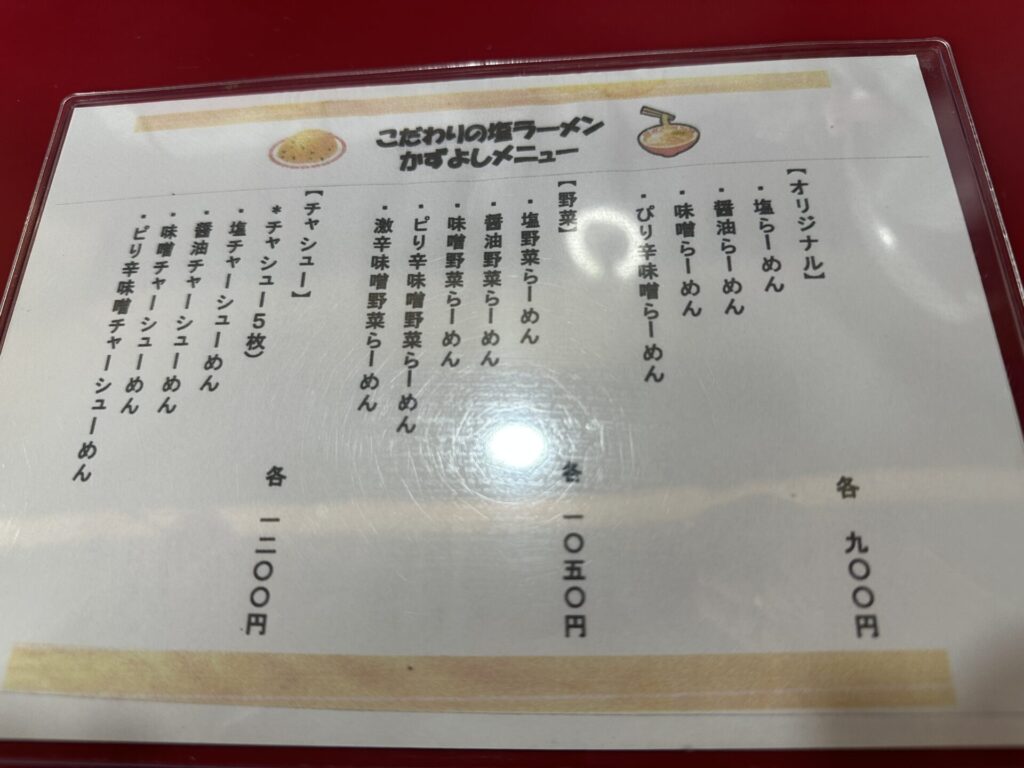 こだわりの塩ラーメン
かずよしメニュー
【オリジナル】
・塩らーめん
・醤油らーめん
・味噌らーめん
・ぴり辛味噌らーめん
各 九〇〇円
【野菜】
・塩野菜らーめん
・醤油野菜らーめん
・味噌野菜らーめん
・ピり辛味噌野菜らーめん
・激辛味噌野菜らーめん
各 一〇五〇円
【チャシュー】
*チャシュー5枚)
・塩チャーシューめん
・醤油チャーシューめん
・味噌チャーシューめん
・ピり辛味噌チャーシューめん
各 一二〇〇円